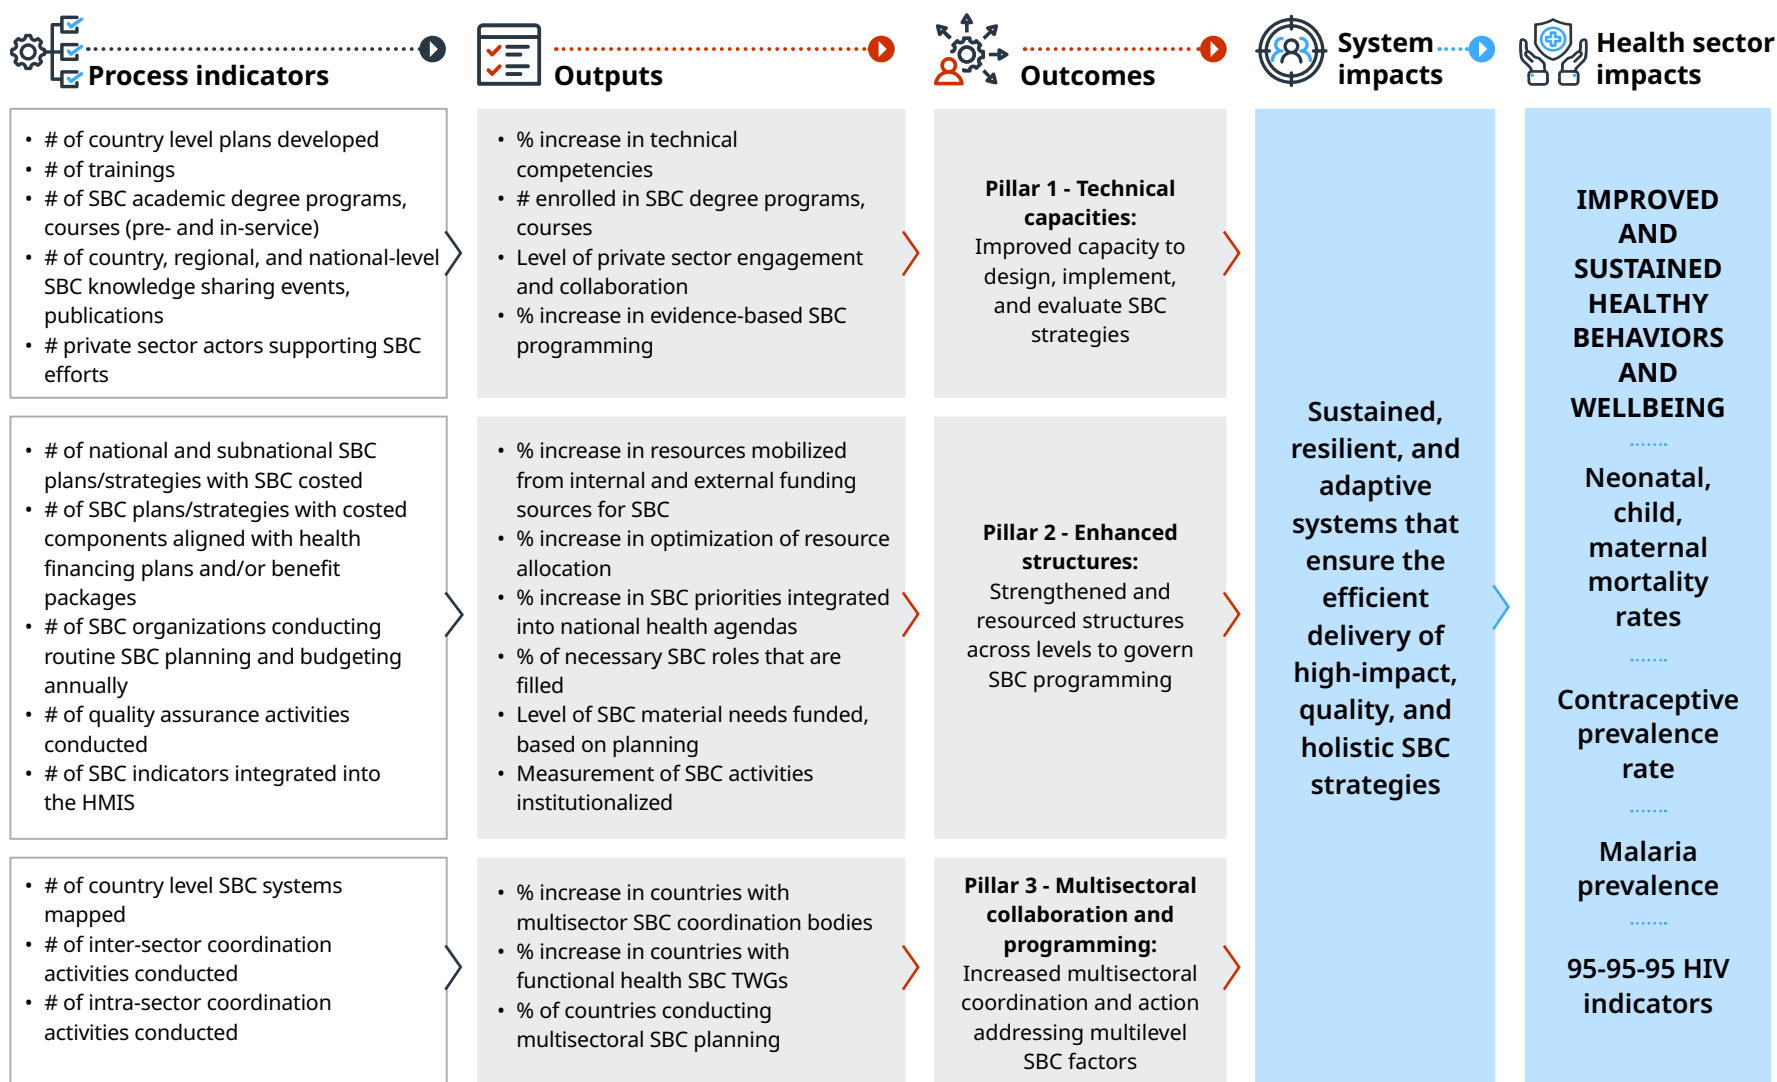 Process indicators
Outputs
Outcomes
System
impacts
Health sector
impacts
• # of country level plans developed
• # of trainings
• # of SBC academic degree programs,
courses (pre- and in-service)
• # of country, regional, and national-level
SBC knowledge sharing events,
publications
• # private sector actors supporting SBC
efforts
• % increase in technical
competencies
• # enrolled in SBC degree programs,
courses
• Level of private sector engagement
and collaboration
• % increase in evidence-based SBC
programming
Pillar 1 - Technical
capacities:
Improved capacity to
design, implement,
and evaluate SBC
strategies
• # of national and subnational SBC
plans/strategies with SBC costed
• # of SBC plans/strategies with costed
components aligned with health
financing plans and/or benefit
packages
• # of SBC organizations conducting
routine SBC planning and budgeting
annually
• # of quality assurance activities
conducted
• # of SBC indicators integrated into
the HMIS
• % increase in resources mobilized
from internal and external funding
sources for SBC
• % increase in optimization of resource
allocation
• % increase in SBC priorities integrated
into national health agendas
• % of necessary SBC roles that are
filled
• Level of SBC material needs funded,
based on planning
• Measurement of SBC activities
institutionalized
Pillar 2 - Enhanced
structures:
Strengthened and
resourced structures
across levels to govern
SBC programming
• # of country level SBC systems
mapped
• # of inter-sector coordination
activities conducted
• # of intra-sector coordination
activities conducted
• % increase in countries with
multisector SBC coordination bodies
• % increase in countries with
functional health SBC TWGs
• % of countries conducting
multisectoral SBC planning
Pillar 3 - Multisectoral
collaboration and
programming:
Increased multisectoral
coordination and action
addressing multilevel
SBC factors
Sustained,
resilient, and
adaptive
systems that
ensure the
efficient
delivery of
high-impact,
quality, and
holistic SBC
strategies
IMPROVED
AND
SUSTAINED
HEALTHY
BEHAVIORS
AND
WELLBEING
Neonatal,
child,
maternal
mortality
rates
Contraceptive
prevalence
rate
Malaria
prevalence
95-95-95 HIV
indicators